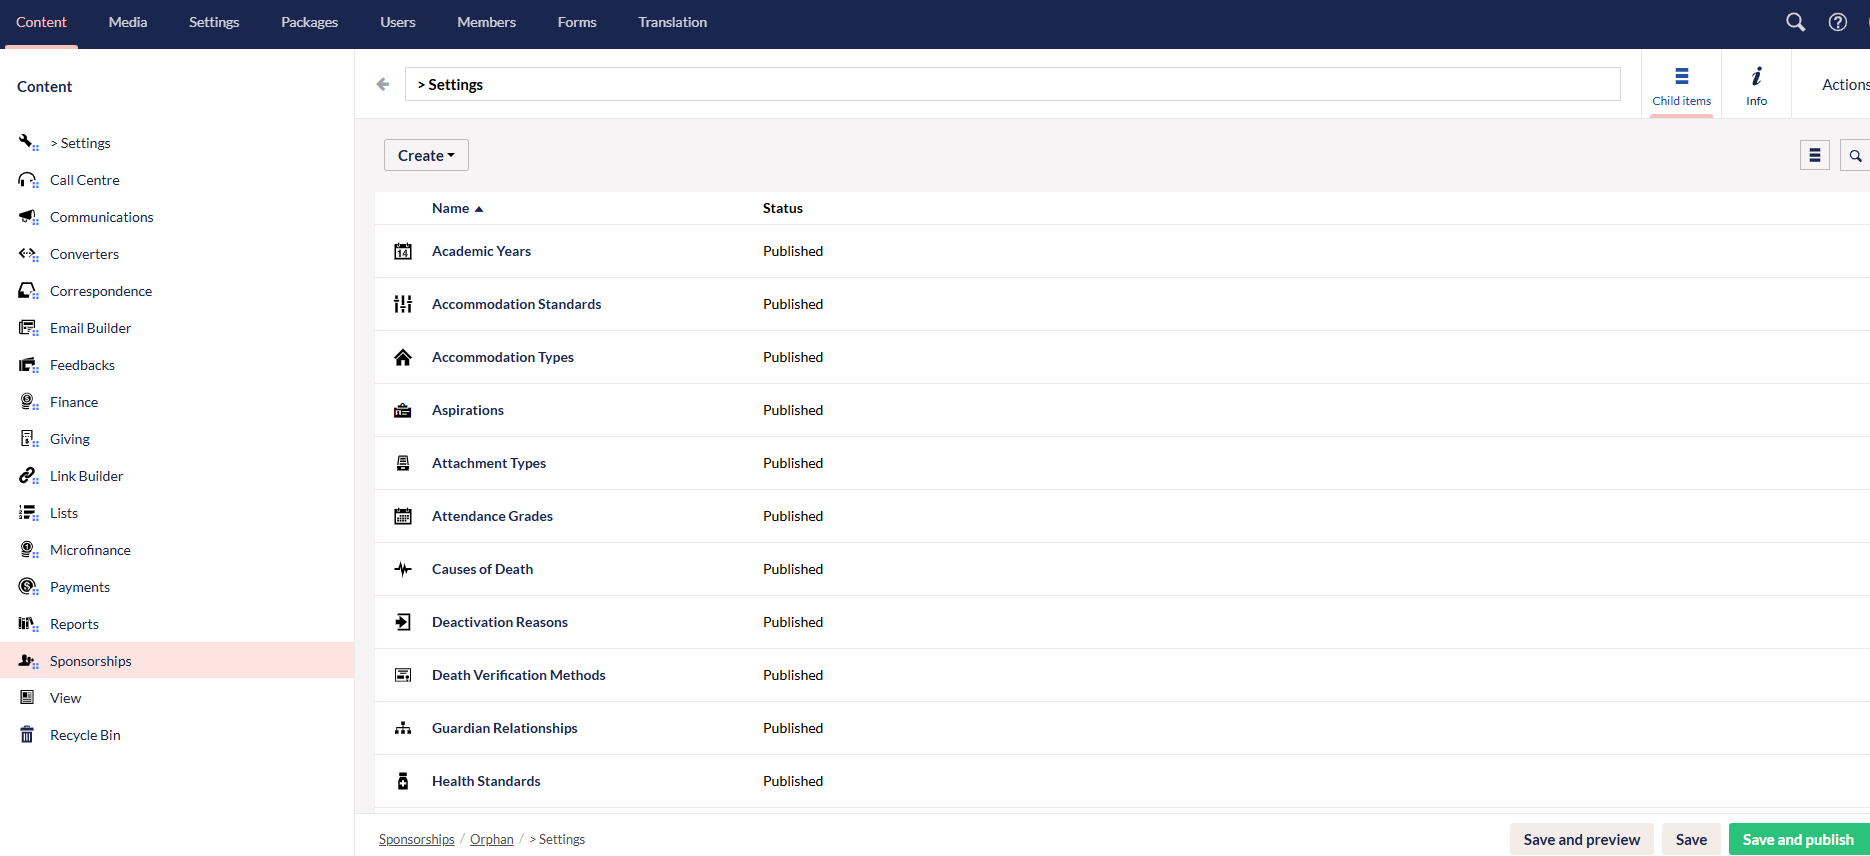 Content Media Settings Packages Users Members Forms Translation
Content
> Settings
Call Centre
Communications
Converters
Correspondence
Email Builder
Feedbacks
Finance
Giving
Link Builder
Lists
Microfinance
Payments
Reports
Sponsorships
View
Recycle Bin
> Settings
Child items
Info
Actions
Create
Name Status
Academic Years Published
Accommodation Standards Published
Accommodation Types Published
Aspirations Published
Attachment Types Published
Attendance Grades Published
Causes of Death Published
Deactivation Reasons Published
Death Verification Methods Published
Guardian Relationships Published
Health Standards Published
Sponsorships / Orphan / > Settings
Save and preview Save Save and publish